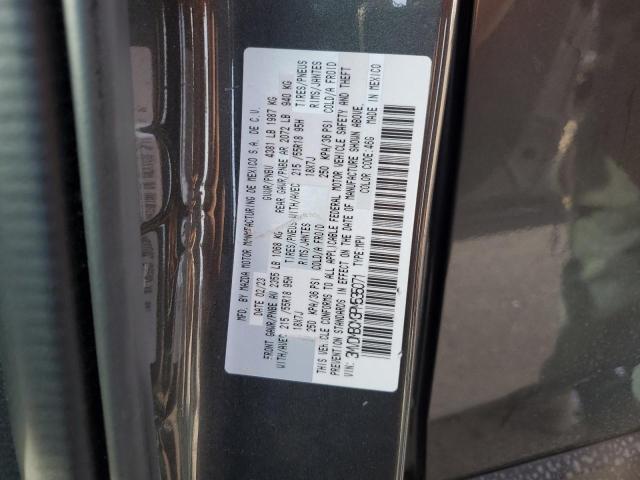 MFD. BY MAZDA MOTOR MANUFACTURING DE MEXICO S.A. DE C.V.
DATE 02/23 GVWR/PNBV 4381 LB 1987 KG
FRONT GAWR/PNBE AV 2355 LB 1068 KG REAR GAWR/PNBE AR 2072 LB 940 KG
WITH/AVEC 215 /55R18 95H TIRES/PNEUS WITH/AVEC 215 /55R18 95H TIRES/PNEUS
18X7J RIMS/JANTES 18X7J RIMS/JANTES
250 KPA/36 PSI COLD/A FROID 250 KPA/36 PSI COLD/A FROID
THIS VEHICLE CONFORMS TO ALL APPLICABLE FEDERAL MOTOR VEHICLE SAFETY AND THEFT
PREVENTION STANDARDS IN EFFECT ON THE DATE OF MANUFACTURE SHOWN ABOVE.
VIN: 3MVDMBCVXPM535071 TYPE:MPV COLOR CODE:46G MADE IN MEXICO